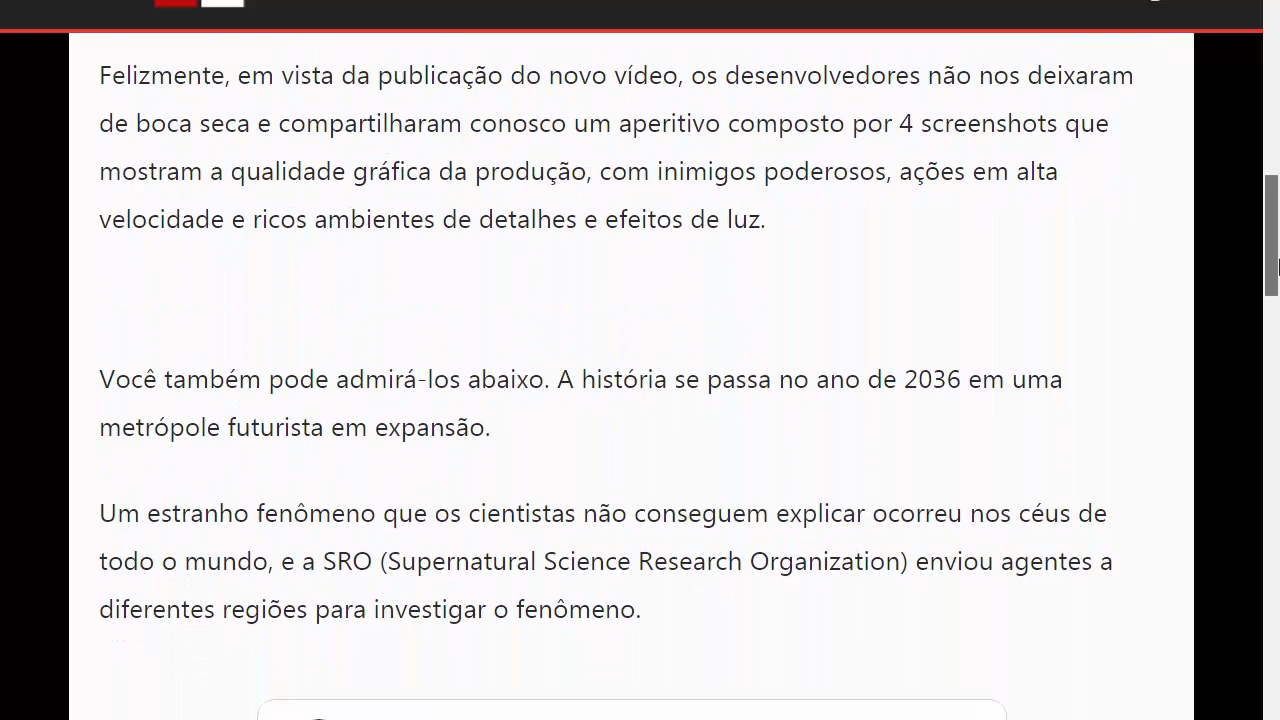 Felizmente, em vista da publicação do novo vídeo, os desenvolvedores não nos deixaram
de boca seca e compartilharam conosco um aperitivo composto por 4 screenshots que
mostram a qualidade gráfica da produção, com inimigos poderosos, ações em alta
velocidade e ricos ambientes de detalhes e efeitos de luz.
Você também pode admirá-los abaixo. A história se passa no ano de 2036 em uma
metrópole futurista em expansão.
Um estranho fenômeno que os cientistas não conseguem explicar ocorreu nos céus de
todo o mundo, e a SRO (Supernatural Science Research Organization) enviou agentes a
diferentes regiões para investigar o fenômeno.